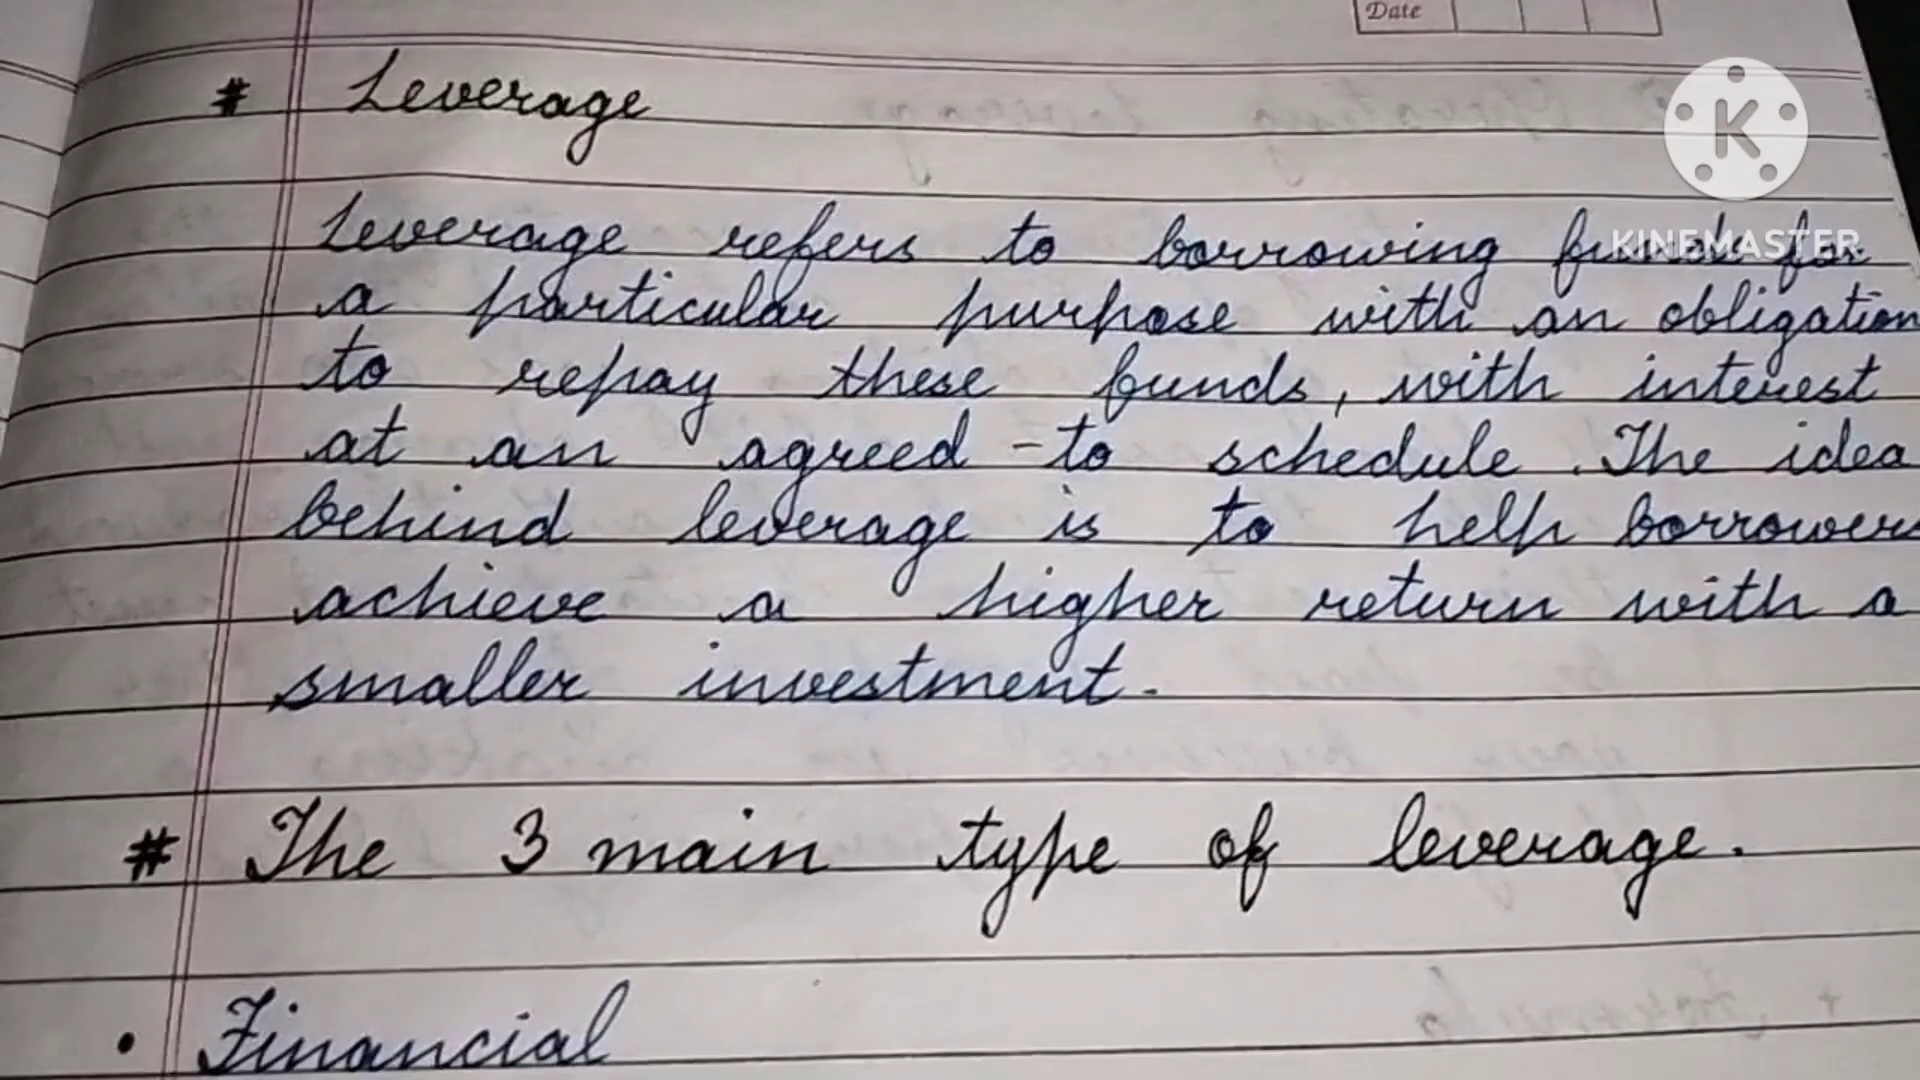 Date
# Leverage
Leverage refers to borrowing funds for
a particular purpose with an obligation
to repay these funds, with interest
at an agreed -to schedule. The idea
behind leverage is to help borrowers
achieve a higher return with a
smaller investment.
# The 3 main type of leverage.
• Financial
K
KINEMASTER